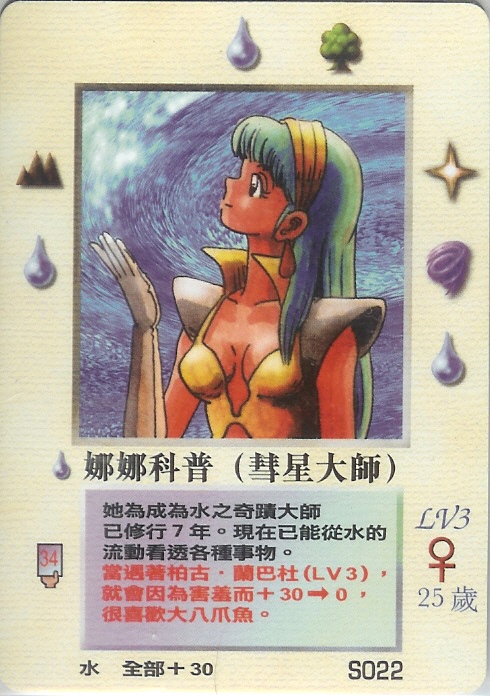 娜娜科普（彗星大師）
她為成為水之奇蹟大師
已修行7年。現在已能從水的
流動看透各種事物。
當遇著柏古·蘭巴杜(LV3)，
就會因為害羞而＋30➡0，
很喜歡大八爪魚。
LV3
34
♀
25歲
水 全部＋30
S022